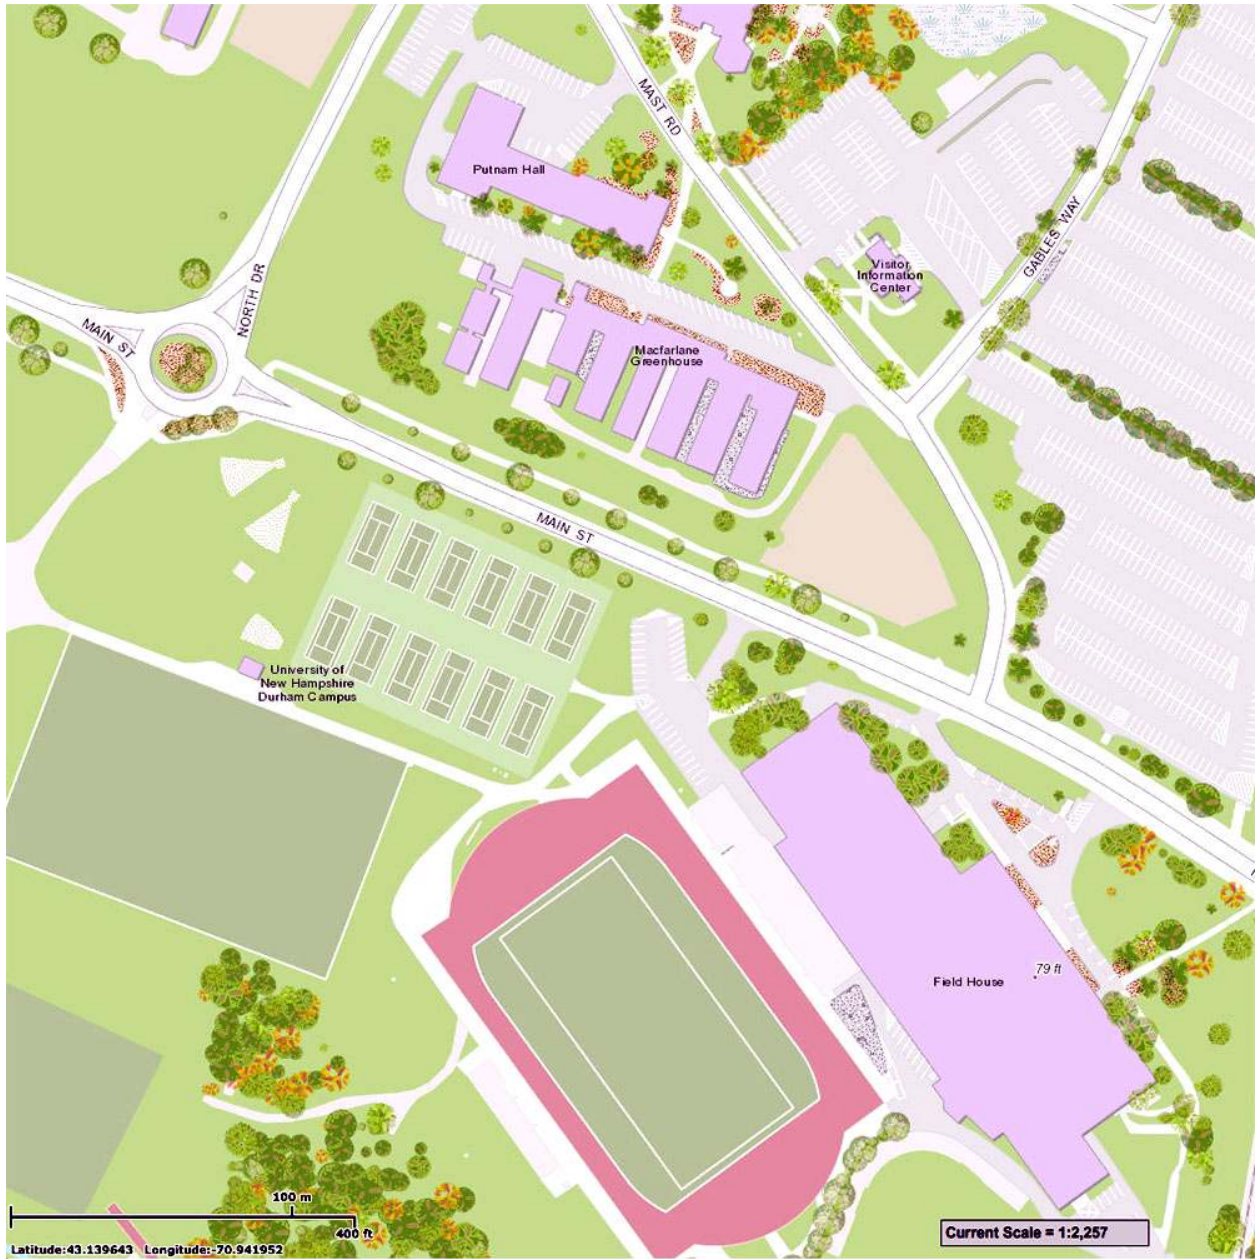 MAST RD
Putnam Hall
GABLES WAY
Visitor
Information
Center
NORTH DR
MAIN ST
Macfarlane
Greenhouse
MAIN ST
University of
New Hampshire
Durham Campus
79 ft
Field House
100 m
400 ft
Current Scale = 1:2,257
Latitude:43.139643 Longitude:-70.941952